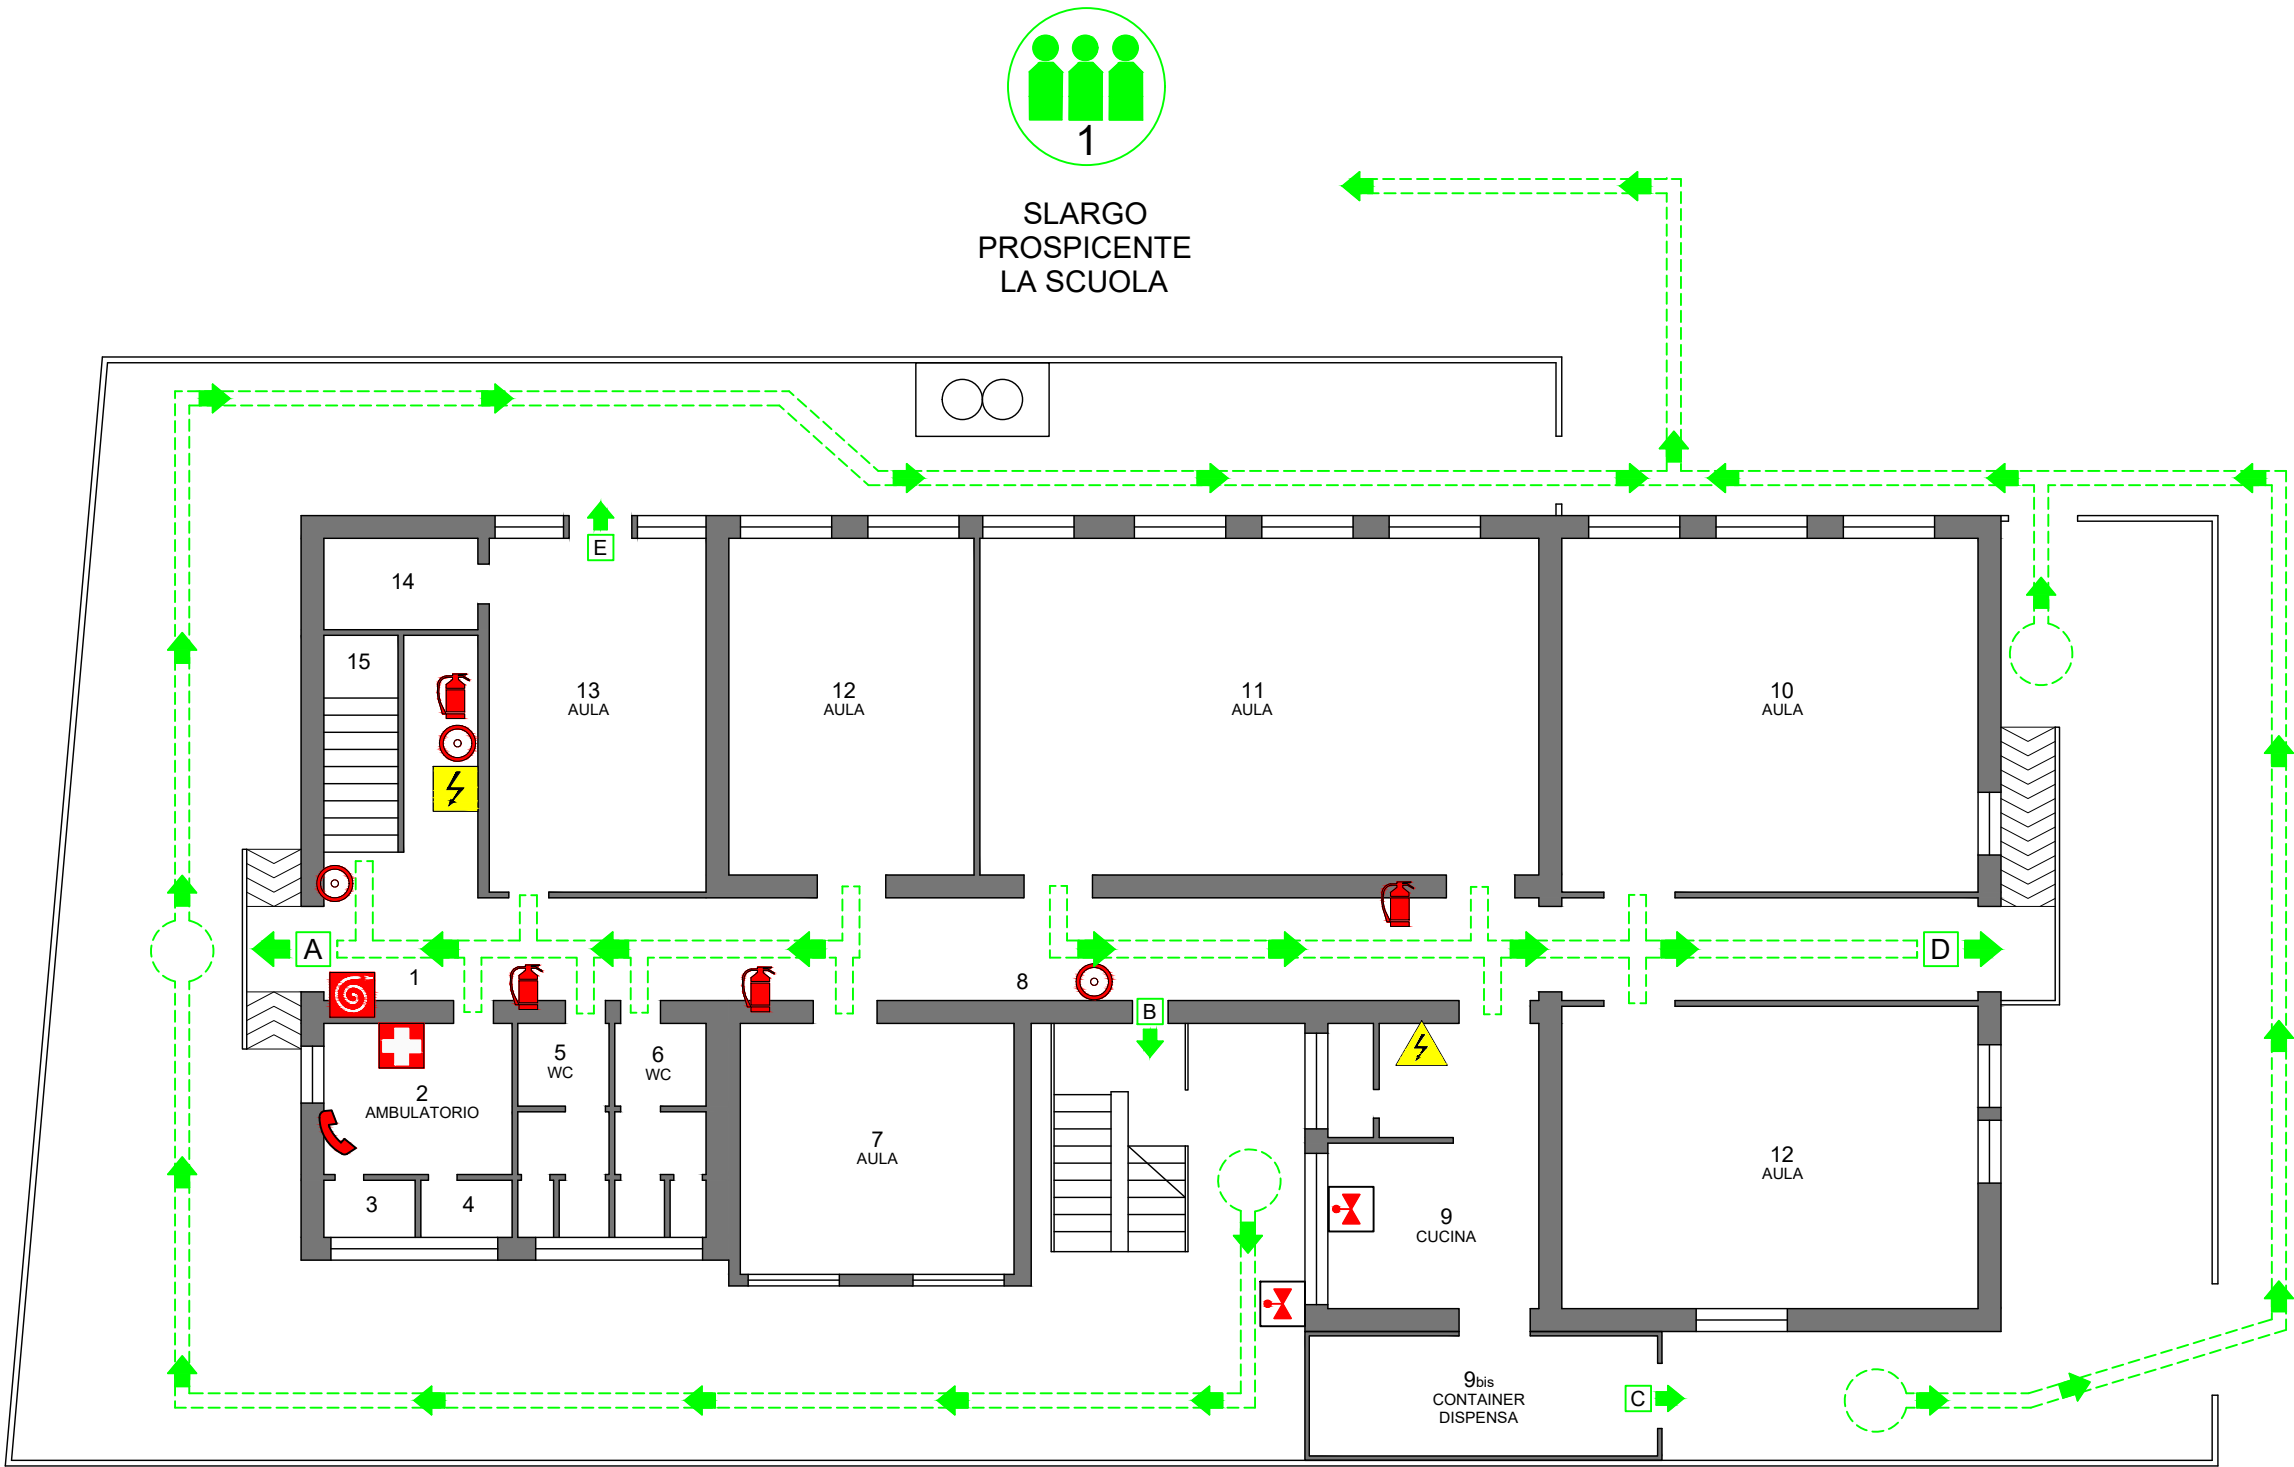 1
SLARGO
PROSPICENTE
LA SCUOLA
E
14
15
13
AULA
12
AULA
11
AULA
10
AULA
A
D
1
8
B
5
WC
6
WC
2
AMBULATORIO
7
AULA
12
AULA
3
4
9
CUCINA
9bis
CONTAINER
DISPENSA
C